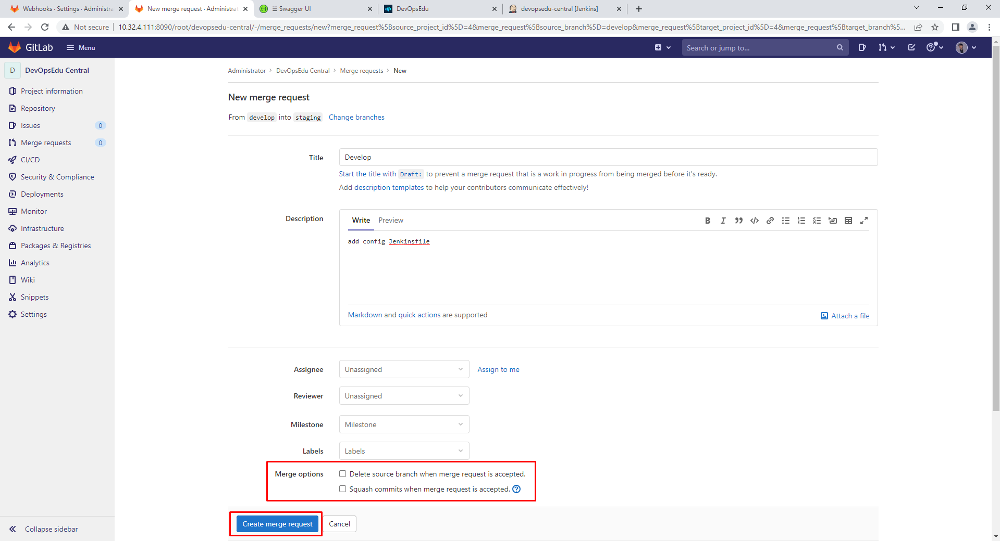 Webhooks · Settings · Administra
New merge request · Administrat
Swagger UI
DevOpsEdu
devopsedu-central [Jenkins]
Not secure
10.32.4.111:8090/root/devopsedu-central/-/merge_requests/new?merge_request%5Bsource_project_id%5D=4&merge_request%5Bsource_branch%5D=develop&merge_request%5Btarget_project_id%5D=4&merge_request%5Btarget_branch%5...
GitLab
Menu
Search or jump to...
D
DevOpsEdu Central
Project information
Repository
Issues
0
Merge requests
0
CI/CD
Security & Compliance
Deployments
Monitor
Infrastructure
Packages & Registries
Analytics
Wiki
Snippets
Settings
Collapse sidebar
Administrator > DevOpsEdu Central > Merge requests > New
New merge request
From develop into staging Change branches
Title
Develop
Start the title with Draft: to prevent a merge request that is a work in progress from being merged before it's ready.
Add description templates to help your contributors communicate effectively!
Description
Write
Preview
add config Jenkinsfile
Markdown and quick actions are supported
Attach a file
Assignee
Unassigned
Assign to me
Reviewer
Unassigned
Milestone
Milestone
Labels
Labels
Merge options
Delete source branch when merge request is accepted.
Squash commits when merge request is accepted.
Create merge request
Cancel